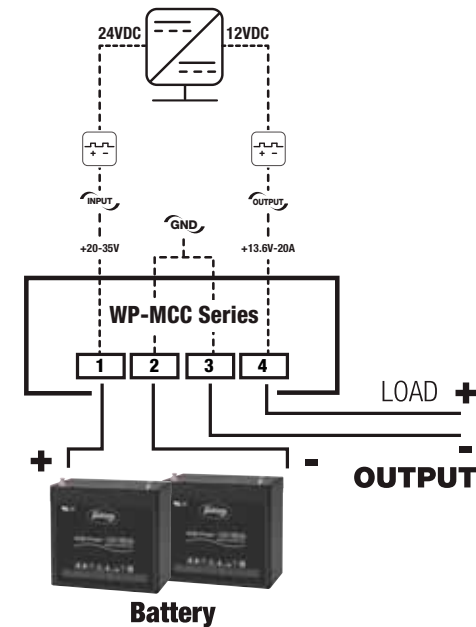 24VDC 12VDC
INPUT OUTPUT
GND
+20-35V +13.6V-20A
WP-MCC Series
1 2 3 4
LOAD +
+ - -
OUTPUT
Battery